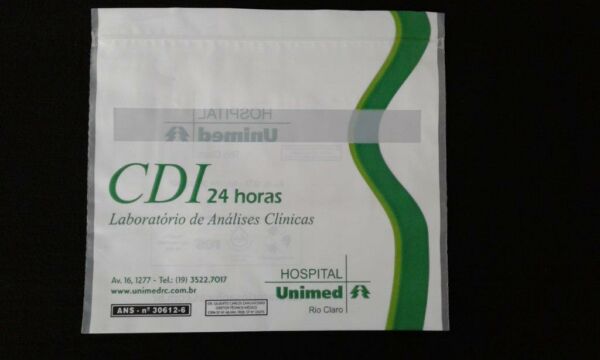 CDI 24 horas
Laboratório de Análises Clínicas
Av. 16, 1277 - Tel.: (19) 3522.7017
www.unimedrc.com.br
ANS - nº 30612-6
HOSPITAL
Unimed
Rio Claro